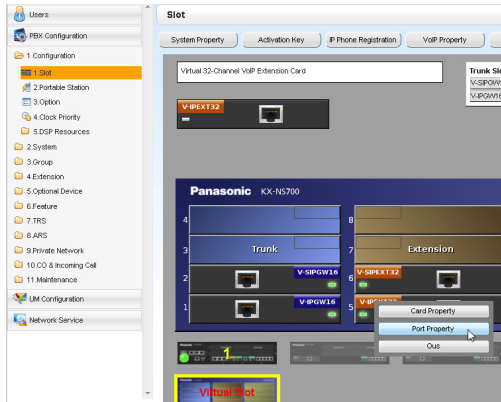 Users
PBX Configuration
1.Configuration
1.Slot
2.Portable Station
3.Option
4.Clock Priority
5.DSP Resources
2.System
3.Group
4.Extension
5.Optional Device
6.Feature
7.TRS
8.ARS
9.Private Network
10.CO & Incoming Call
11.Maintenance
UM Configuration
Network Service
Slot
System Property
Activation Key
IP Phone Registration
VoIP Property
Virtual 32-Channel VoIP Extension Card
Trunk Slo
V-SIPGW
V-IPGW16
V-IPEXT32
Panasonic KX-NS700
4
8
3
Trunk
7
Extension
2
V-SIPGW16
6
V-SIPEXT32
1
V-IPGW16
5
Card Property
Port Property
Ous
1
Virtual Slot